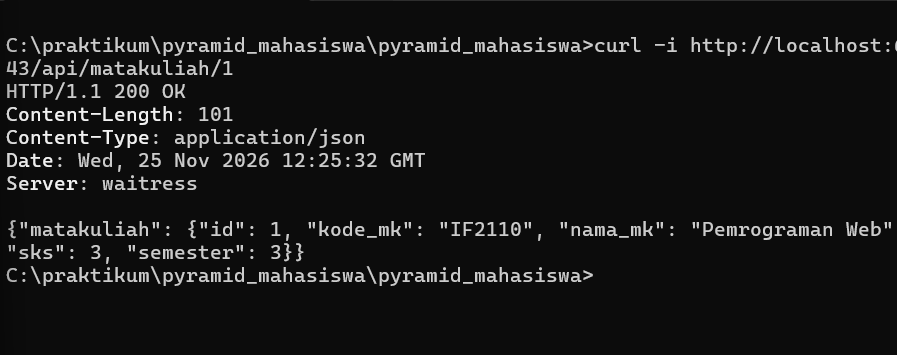 C:\praktikum\pyramid_mahasiswa\pyramid_mahasiswa>curl -i http://localhost:
43/api/matakuliah/1
HTTP/1.1 200 OK
Content-Length: 101
Content-Type: application/json
Date: Wed, 25 Nov 2026 12:25:32 GMT
Server: waitress

{"matakuliah": {"id": 1, "kode_mk": "IF2110", "nama_mk": "Pemrograman Web"
"sks": 3, "semester": 3}}
C:\praktikum\pyramid_mahasiswa\pyramid_mahasiswa>